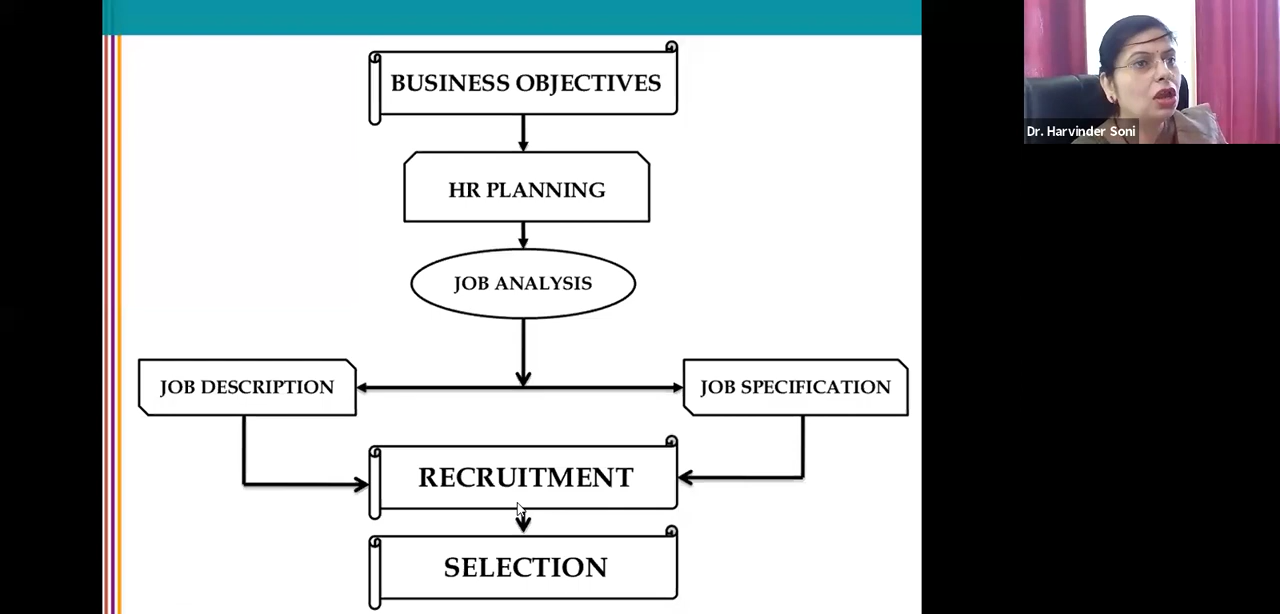 BUSINESS OBJECTIVES
Dr. Harvinder Soni
HR PLANNING
JOB ANALYSIS
JOB DESCRIPTION
JOB SPECIFICATION
RECRUITMENT
SELECTION